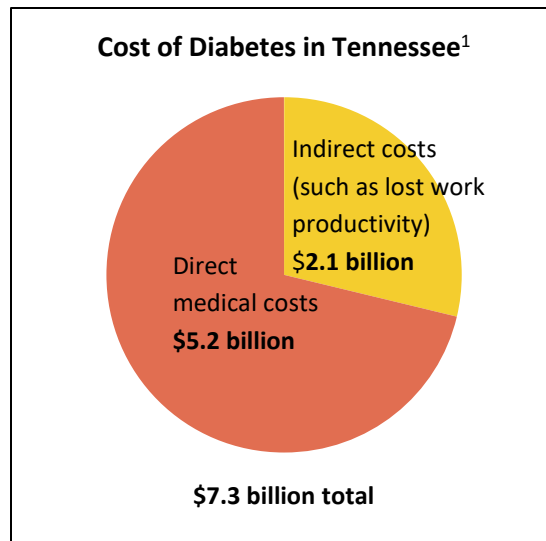 Cost of Diabetes in Tennessee¹
Indirect costs
(such as lost work
productivity)
$2.1 billion
Direct
medical costs
$5.2 billion
$7.3 billion total